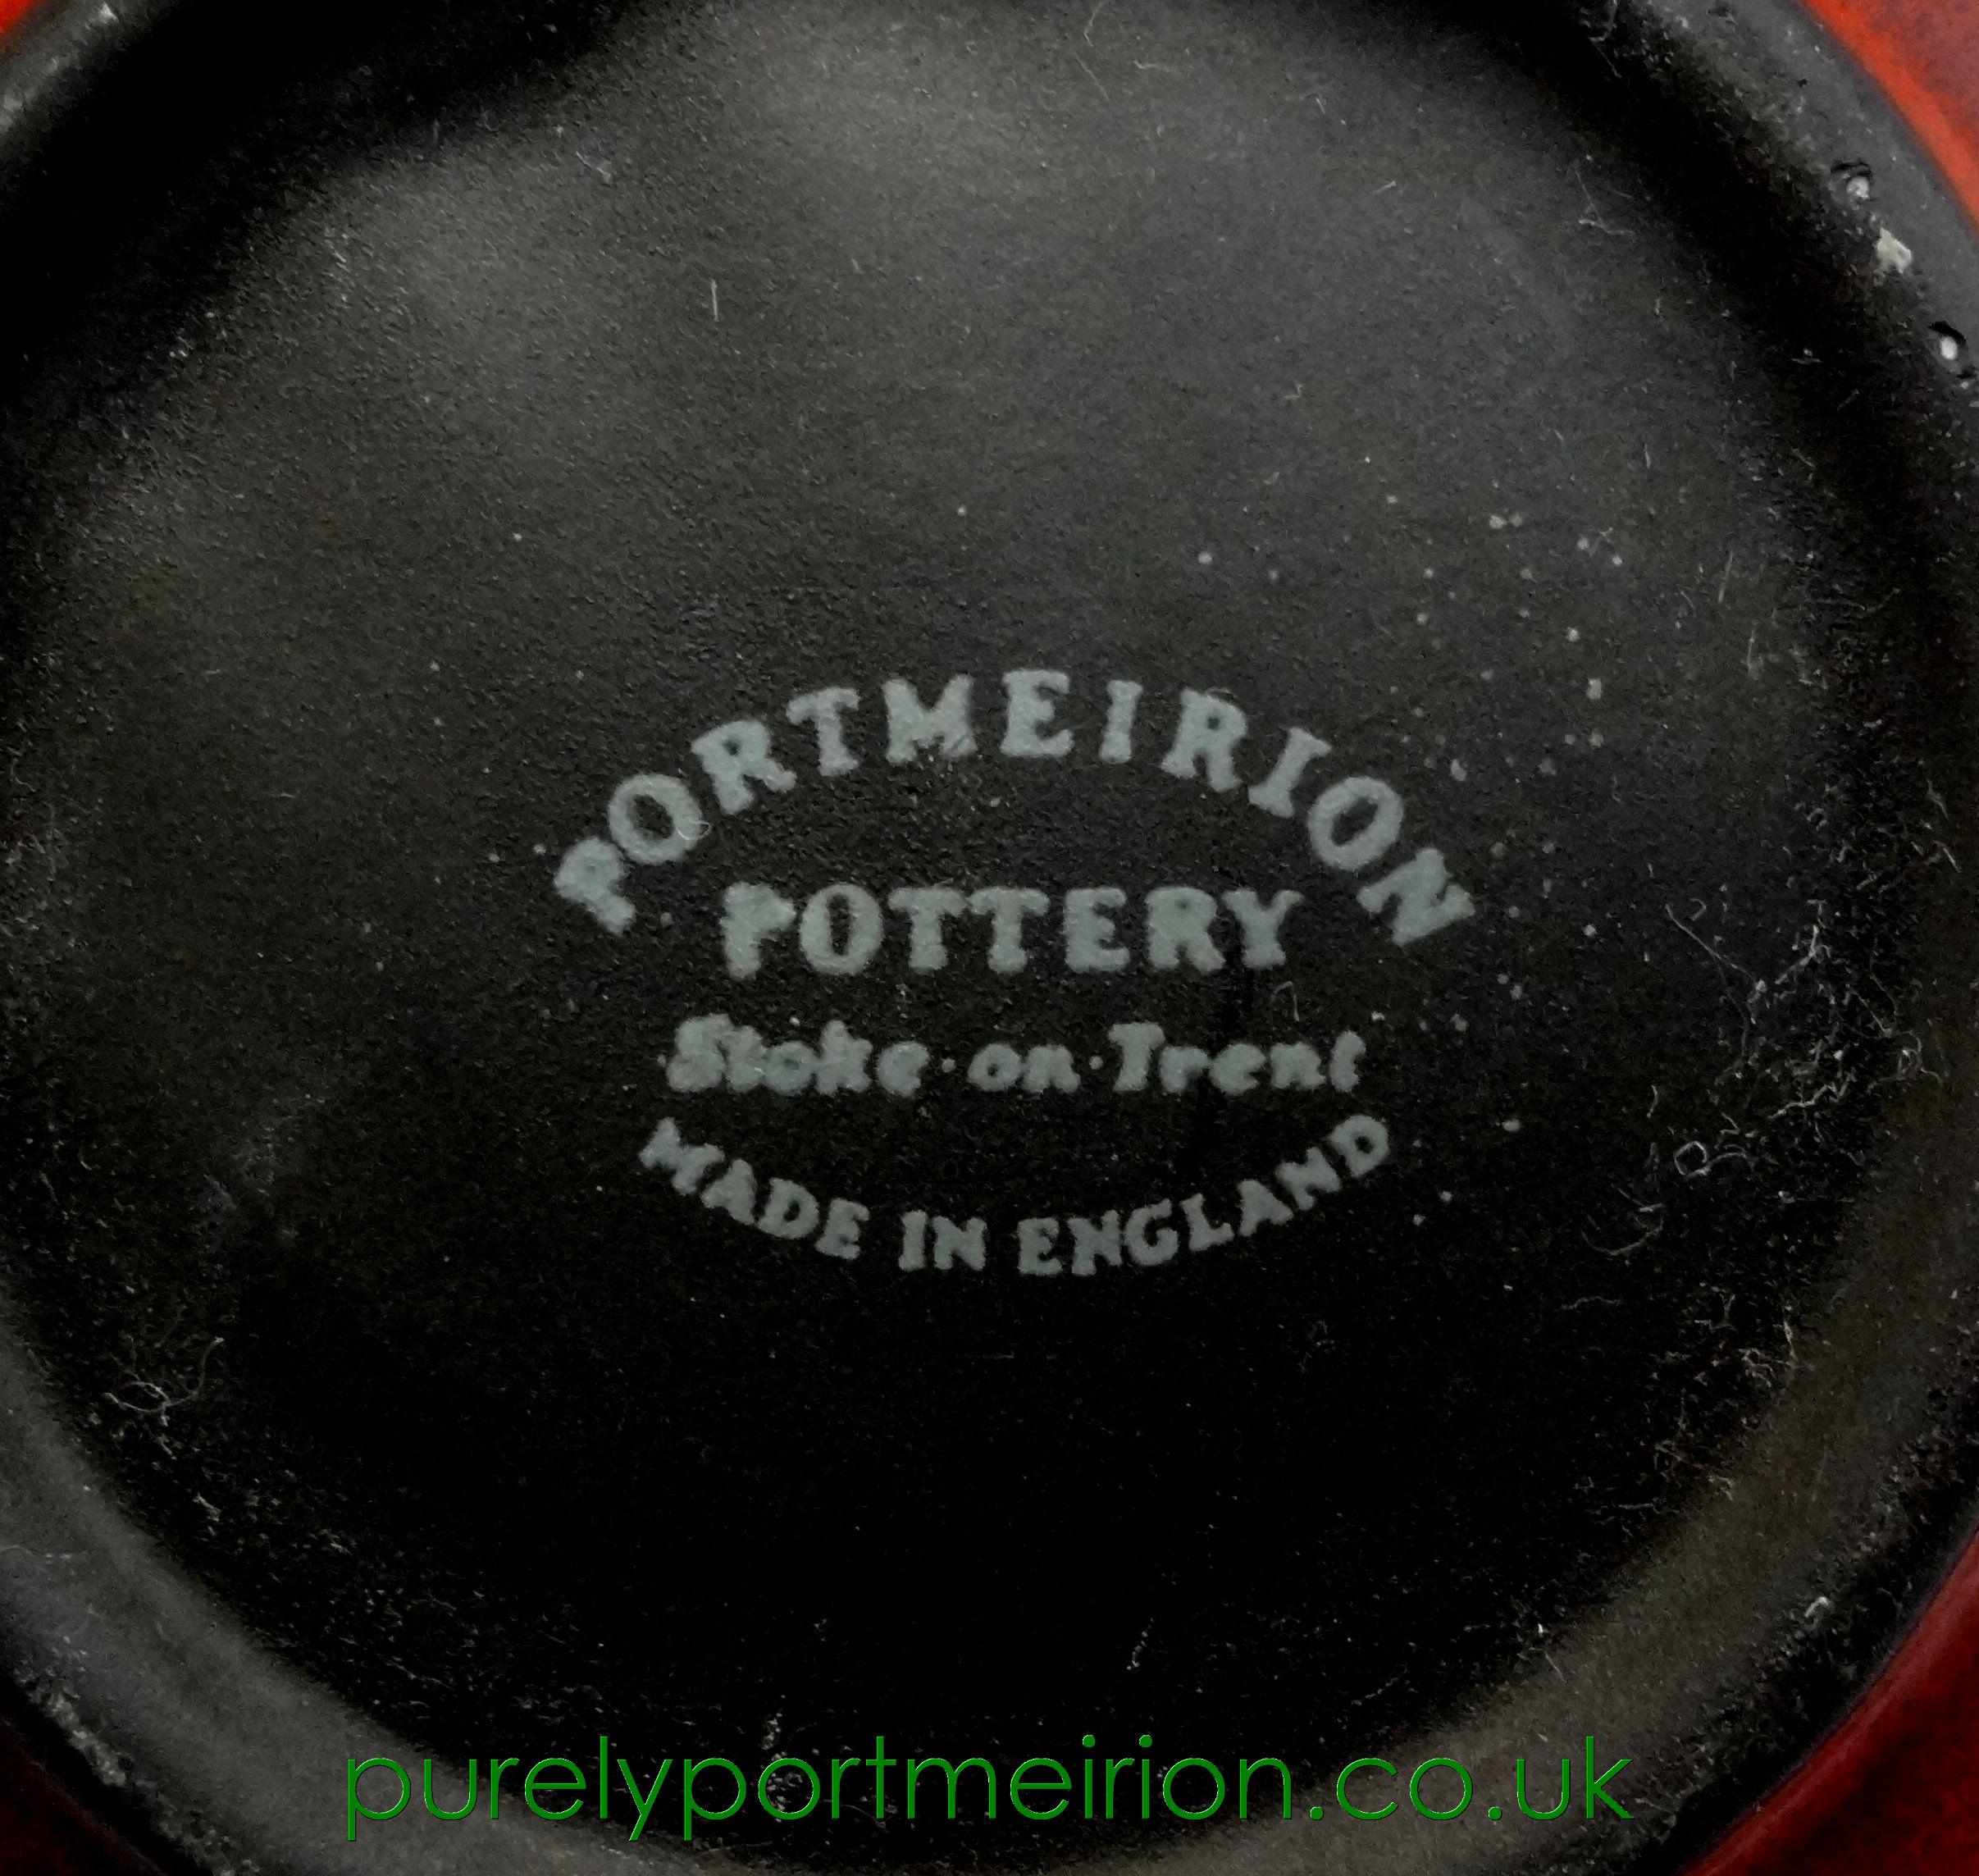 PORTMEIRION
POTTERY
Stoke·on·Trent
MADE IN ENGLAND
purelyportmeirion.co.uk